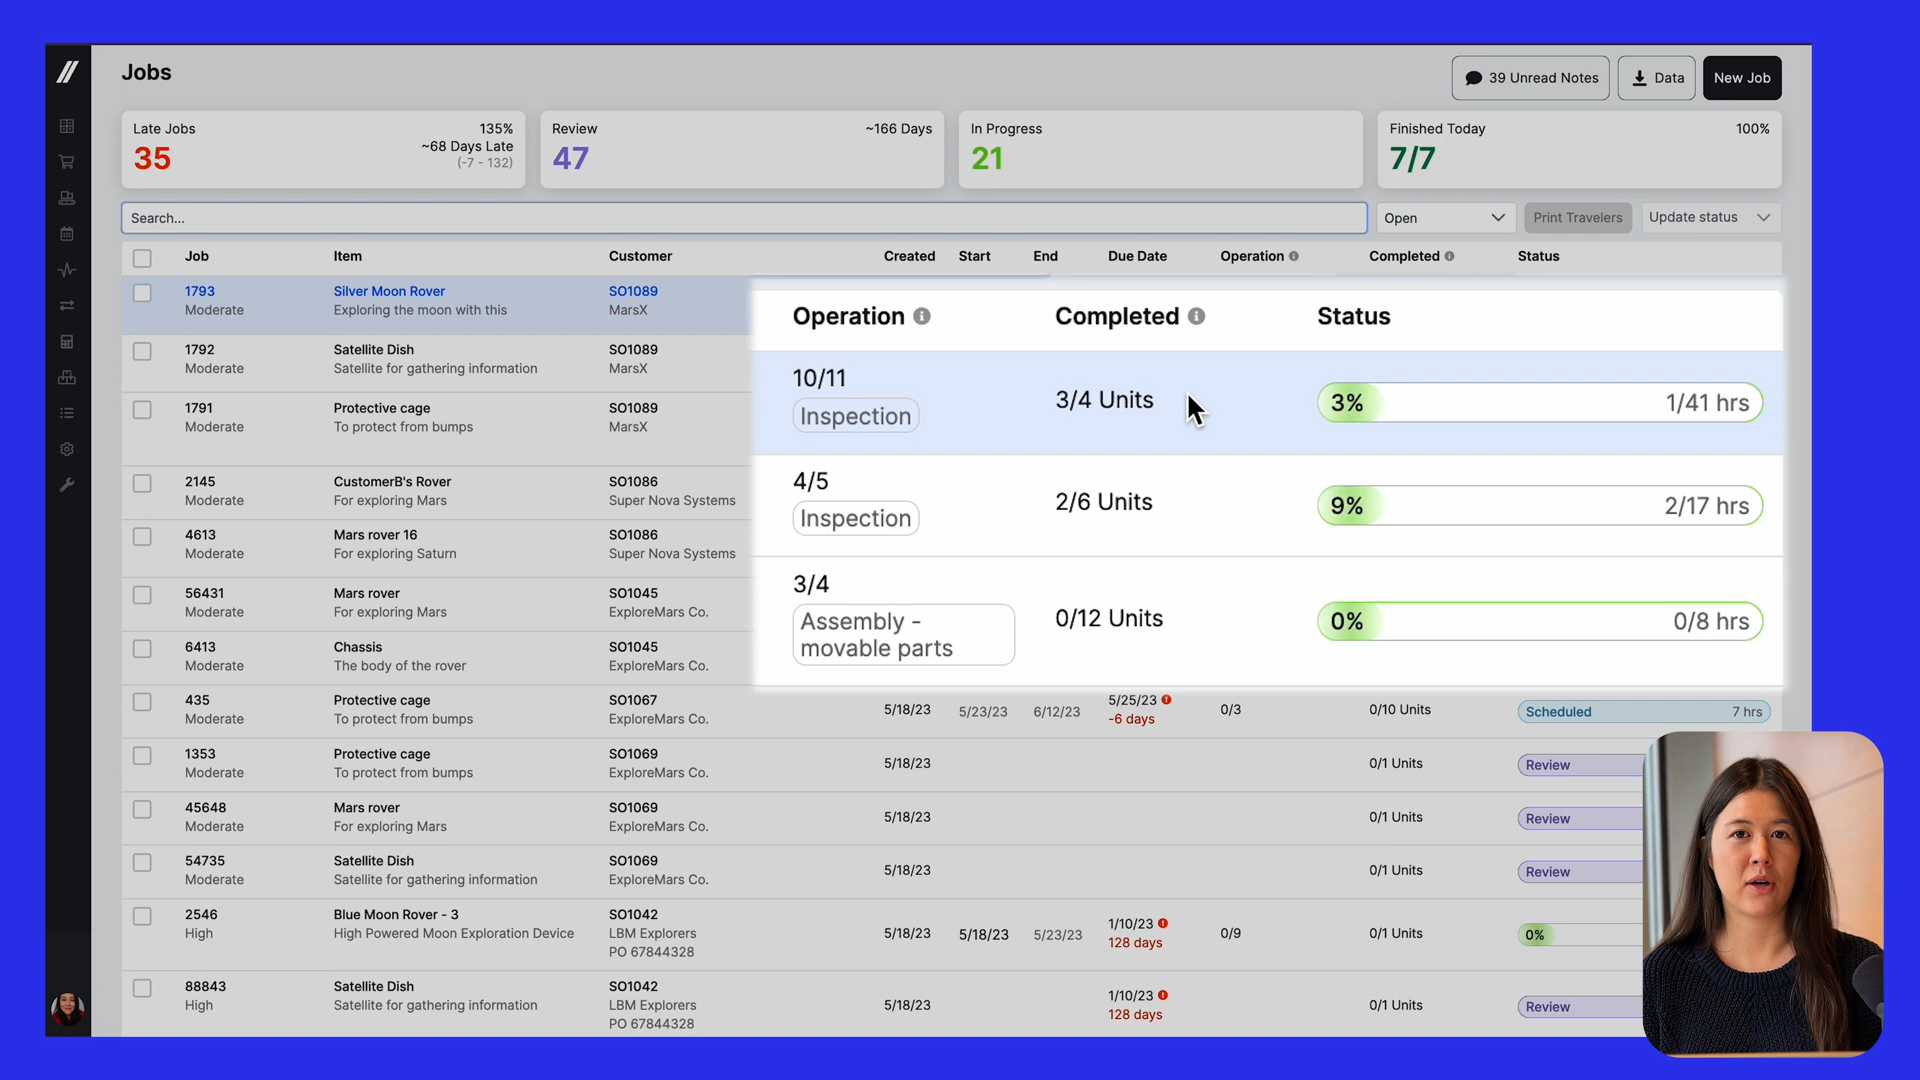 Jobs
39 Unread Notes
Data
New Job
Late Jobs
35
135%
~68 Days Late
(-7 - 132)
Review
47
~166 Days
In Progress
21
Finished Today
7/7
100%
Search...
Open
Print Travelers
Update status
Job Item Customer Created Start End Due Date Operation Completed Status
1793 Silver Moon Rover SO1089
Moderate Exploring the moon with this MarsX
1792 Satellite Dish SO1089
Moderate Satellite for gathering information MarsX
1791 Protective cage SO1089
Moderate To protect from bumps MarsX
2145 CustomerB's Rover SO1086
Moderate For exploring Mars Super Nova Systems
4613 Mars rover 16 SO1086
Moderate For exploring Saturn Super Nova Systems
56431 Mars rover SO1045
Moderate For exploring Mars ExploreMars Co.
6413 Chassis SO1045
Moderate The body of the rover ExploreMars Co.
Operation Completed Status
10/11
Inspection
3/4 Units
3% 1/41 hrs
4/5
Inspection
2/6 Units
9% 2/17 hrs
3/4
Assembly -
movable parts
0/12 Units
0% 0/8 hrs
435 Protective cage SO1067
Moderate To protect from bumps ExploreMars Co.
5/18/23 5/23/23 6/12/23
5/25/23
-6 days
0/3 0/10 Units Scheduled 7 hrs
1353 Protective cage SO1069
Moderate To protect from bumps ExploreMars Co.
5/18/23 0/1 Units Review
45648 Mars rover SO1069
Moderate For exploring Mars ExploreMars Co.
5/18/23 0/1 Units Review
54735 Satellite Dish SO1069
Moderate Satellite for gathering information ExploreMars Co.
5/18/23 0/1 Units Review
2546 Blue Moon Rover - 3 SO1042
High High Powered Moon Exploration Device LBM Explorers
PO 67844328
5/18/23 5/18/23 5/23/23
1/10/23
128 days
0/9 0/1 Units 0%
88843 Satellite Dish SO1042
High Satellite for gathering information LBM Explorers
PO 67844328
5/18/23
1/10/23
128 days
0/1 Units Review